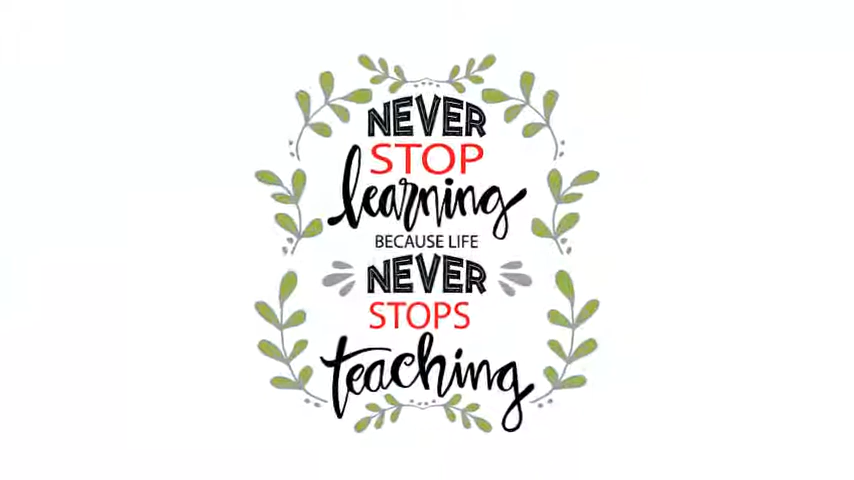 NEVER
STOP
learning
BECAUSE LIFE
NEVER
STOPS
teaching